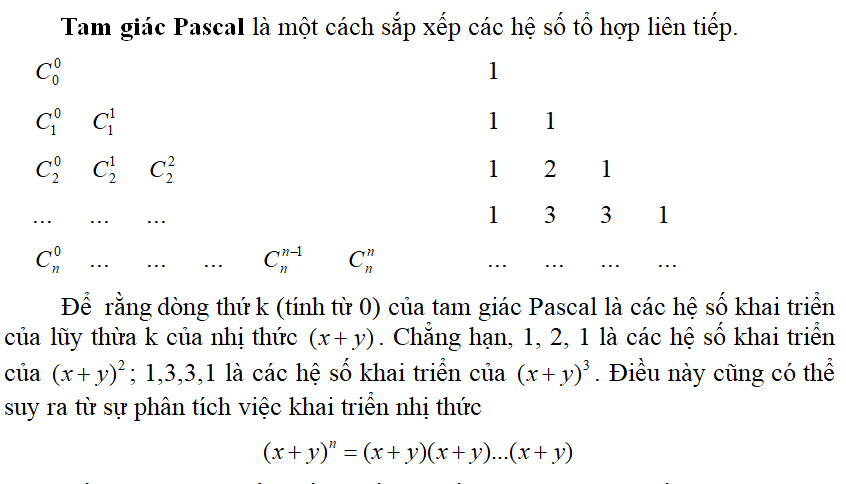 Tam giác Pascal là một cách sắp xếp các hệ số tổ hợp liên tiếp.
C_0^0 1
C_1^0 C_1^1 1 1
C_2^0 C_2^1 C_2^2 1 2 1
... ... ... 1 3 3 1
C_n^0 ... ... ... C_n^{n-1} C_n^n ... ... ... ...
Để rằng dòng thứ k (tính từ 0) của tam giác Pascal là các hệ số khai triển
của lũy thừa k của nhị thức (x+y). Chẳng hạn, 1, 2, 1 là các hệ số khai triển
của (x+y)^2; 1,3,3,1 là các hệ số khai triển của (x+y)^3. Điều này cũng có thể
suy ra từ sự phân tích việc khai triển nhị thức
(x+y)^n = (x+y)(x+y)...(x+y)